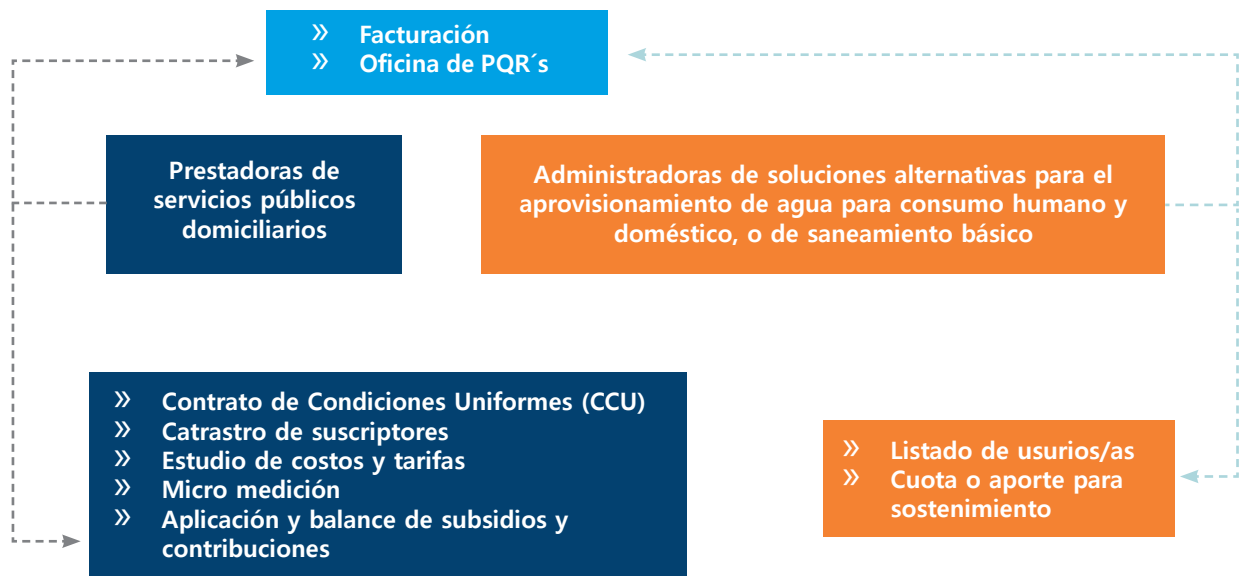 » Facturación
» Oficina de PQR´s
Prestadoras de
servicios públicos
domiciliarios
Administradoras de soluciones alternativas para el
aprovisionamiento de agua para consumo humano y
doméstico, o de saneamiento básico
» Contrato de Condiciones Uniformes (CCU)
» Catrastro de suscriptores
» Estudio de costos y tarifas
» Micro medición
» Aplicación y balance de subsidios y
contribuciones
» Listado de usurios/as
» Cuota o aporte para
sostenimiento